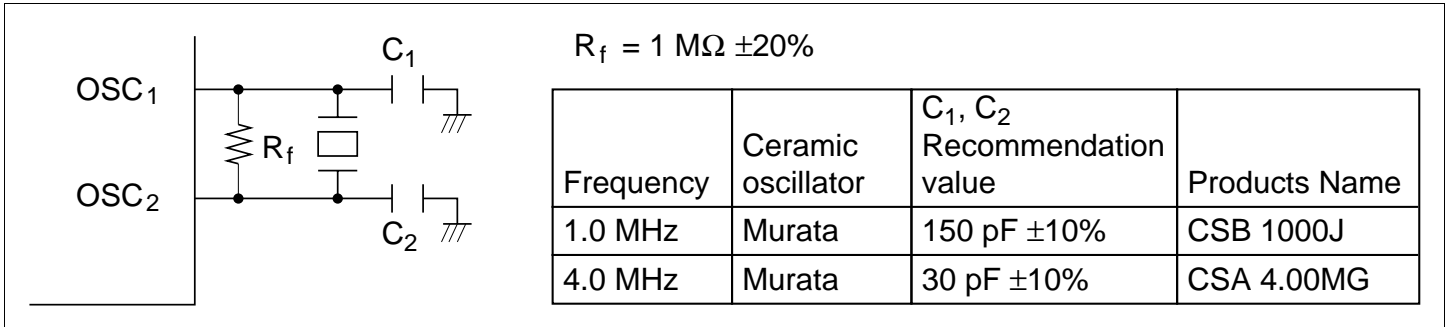 OSC1
OSC2
Rf
C1
C2
Rf = 1 MΩ ±20%
Frequency
Ceramic
oscillator
C1, C2
Recommendation
value
Products Name
1.0 MHz Murata 150 pF ±10% CSB 1000J
4.0 MHz Murata 30 pF ±10% CSA 4.00MG